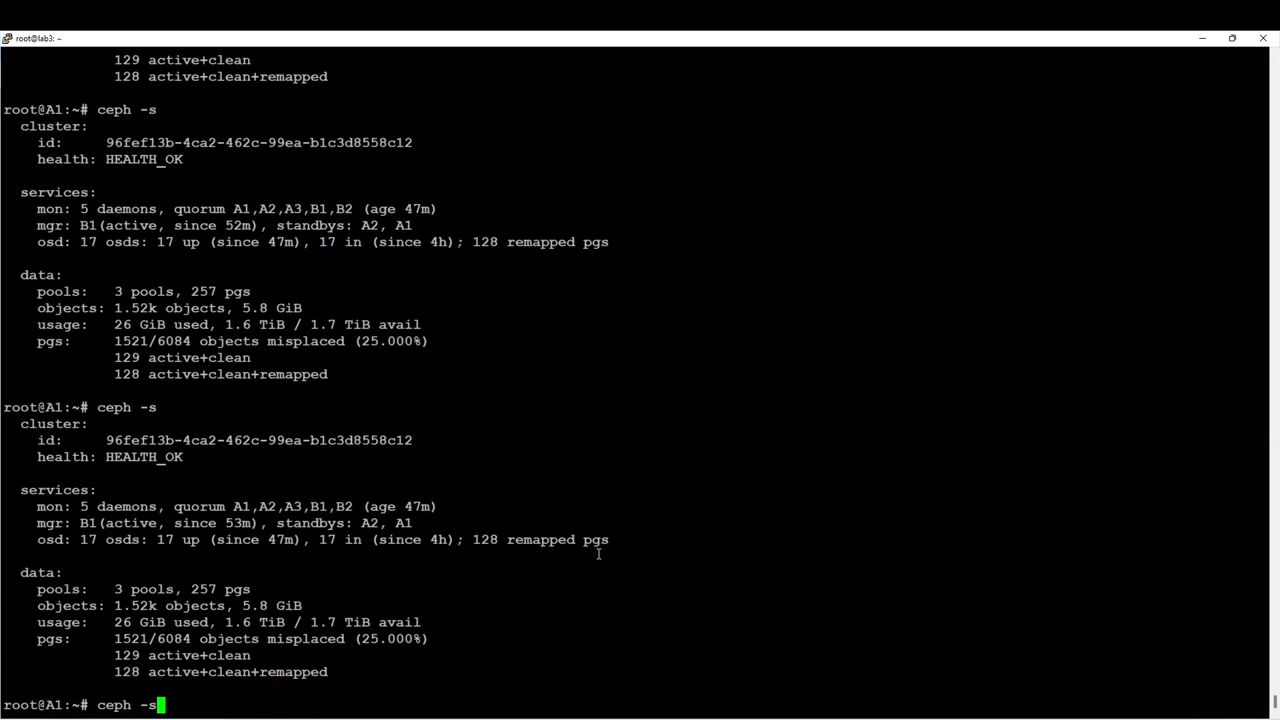 root@lab3: ~
129 active+clean
128 active+clean+remapped
root@A1:~# ceph -s
cluster:
id: 96fef13b-4ca2-462c-99ea-b1c3d8558c12
health: HEALTH_OK
services:
mon: 5 daemons, quorum A1,A2,A3,B1,B2 (age 47m)
mgr: B1(active, since 52m), standbys: A2, A1
osd: 17 osds: 17 up (since 47m), 17 in (since 4h); 128 remapped pgs
data:
pools: 3 pools, 257 pgs
objects: 1.52k objects, 5.8 GiB
usage: 26 GiB used, 1.6 TiB / 1.7 TiB avail
pgs: 1521/6084 objects misplaced (25.000%)
129 active+clean
128 active+clean+remapped
root@A1:~# ceph -s
cluster:
id: 96fef13b-4ca2-462c-99ea-b1c3d8558c12
health: HEALTH_OK
services:
mon: 5 daemons, quorum A1,A2,A3,B1,B2 (age 47m)
mgr: B1(active, since 53m), standbys: A2, A1
osd: 17 osds: 17 up (since 47m), 17 in (since 4h); 128 remapped pgs
data:
pools: 3 pools, 257 pgs
objects: 1.52k objects, 5.8 GiB
usage: 26 GiB used, 1.6 TiB / 1.7 TiB avail
pgs: 1521/6084 objects misplaced (25.000%)
129 active+clean
128 active+clean+remapped
root@A1:~# ceph -s